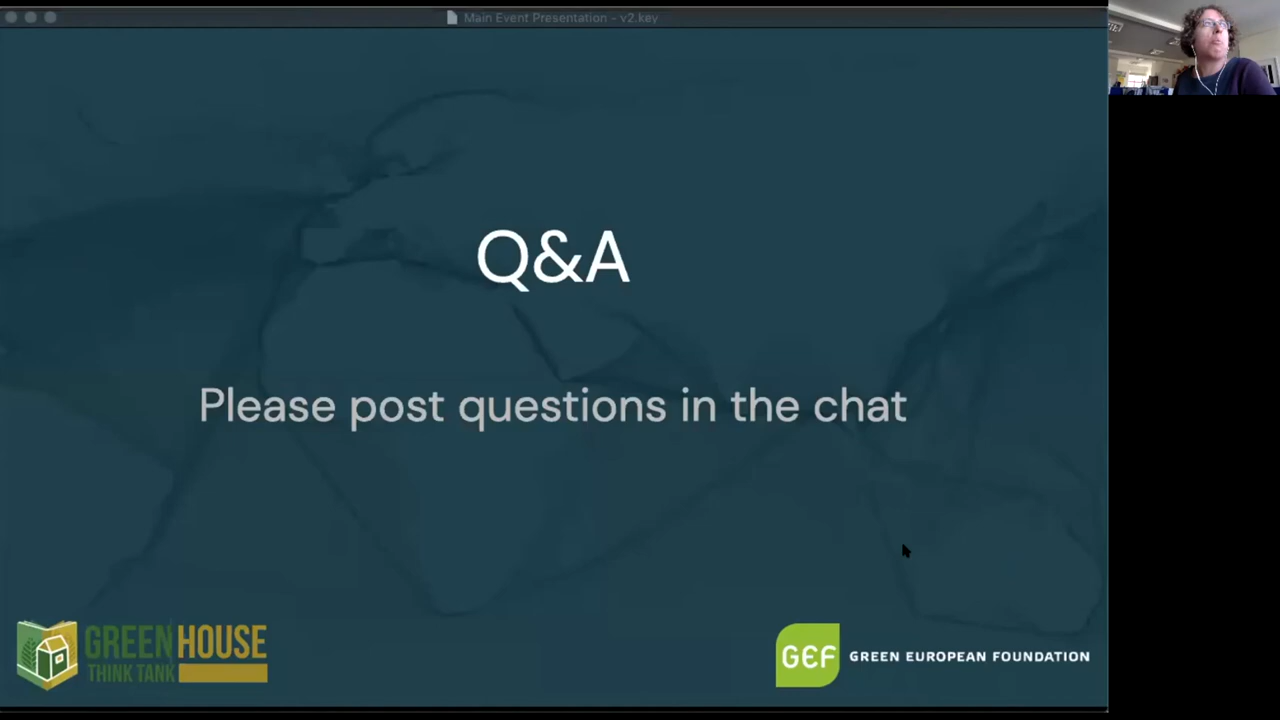 Main Event Presentation - v2.key
Q&A
Please post questions in the chat
GREEN HOUSE
THINK TANK
GEF
GREEN EUROPEAN FOUNDATION